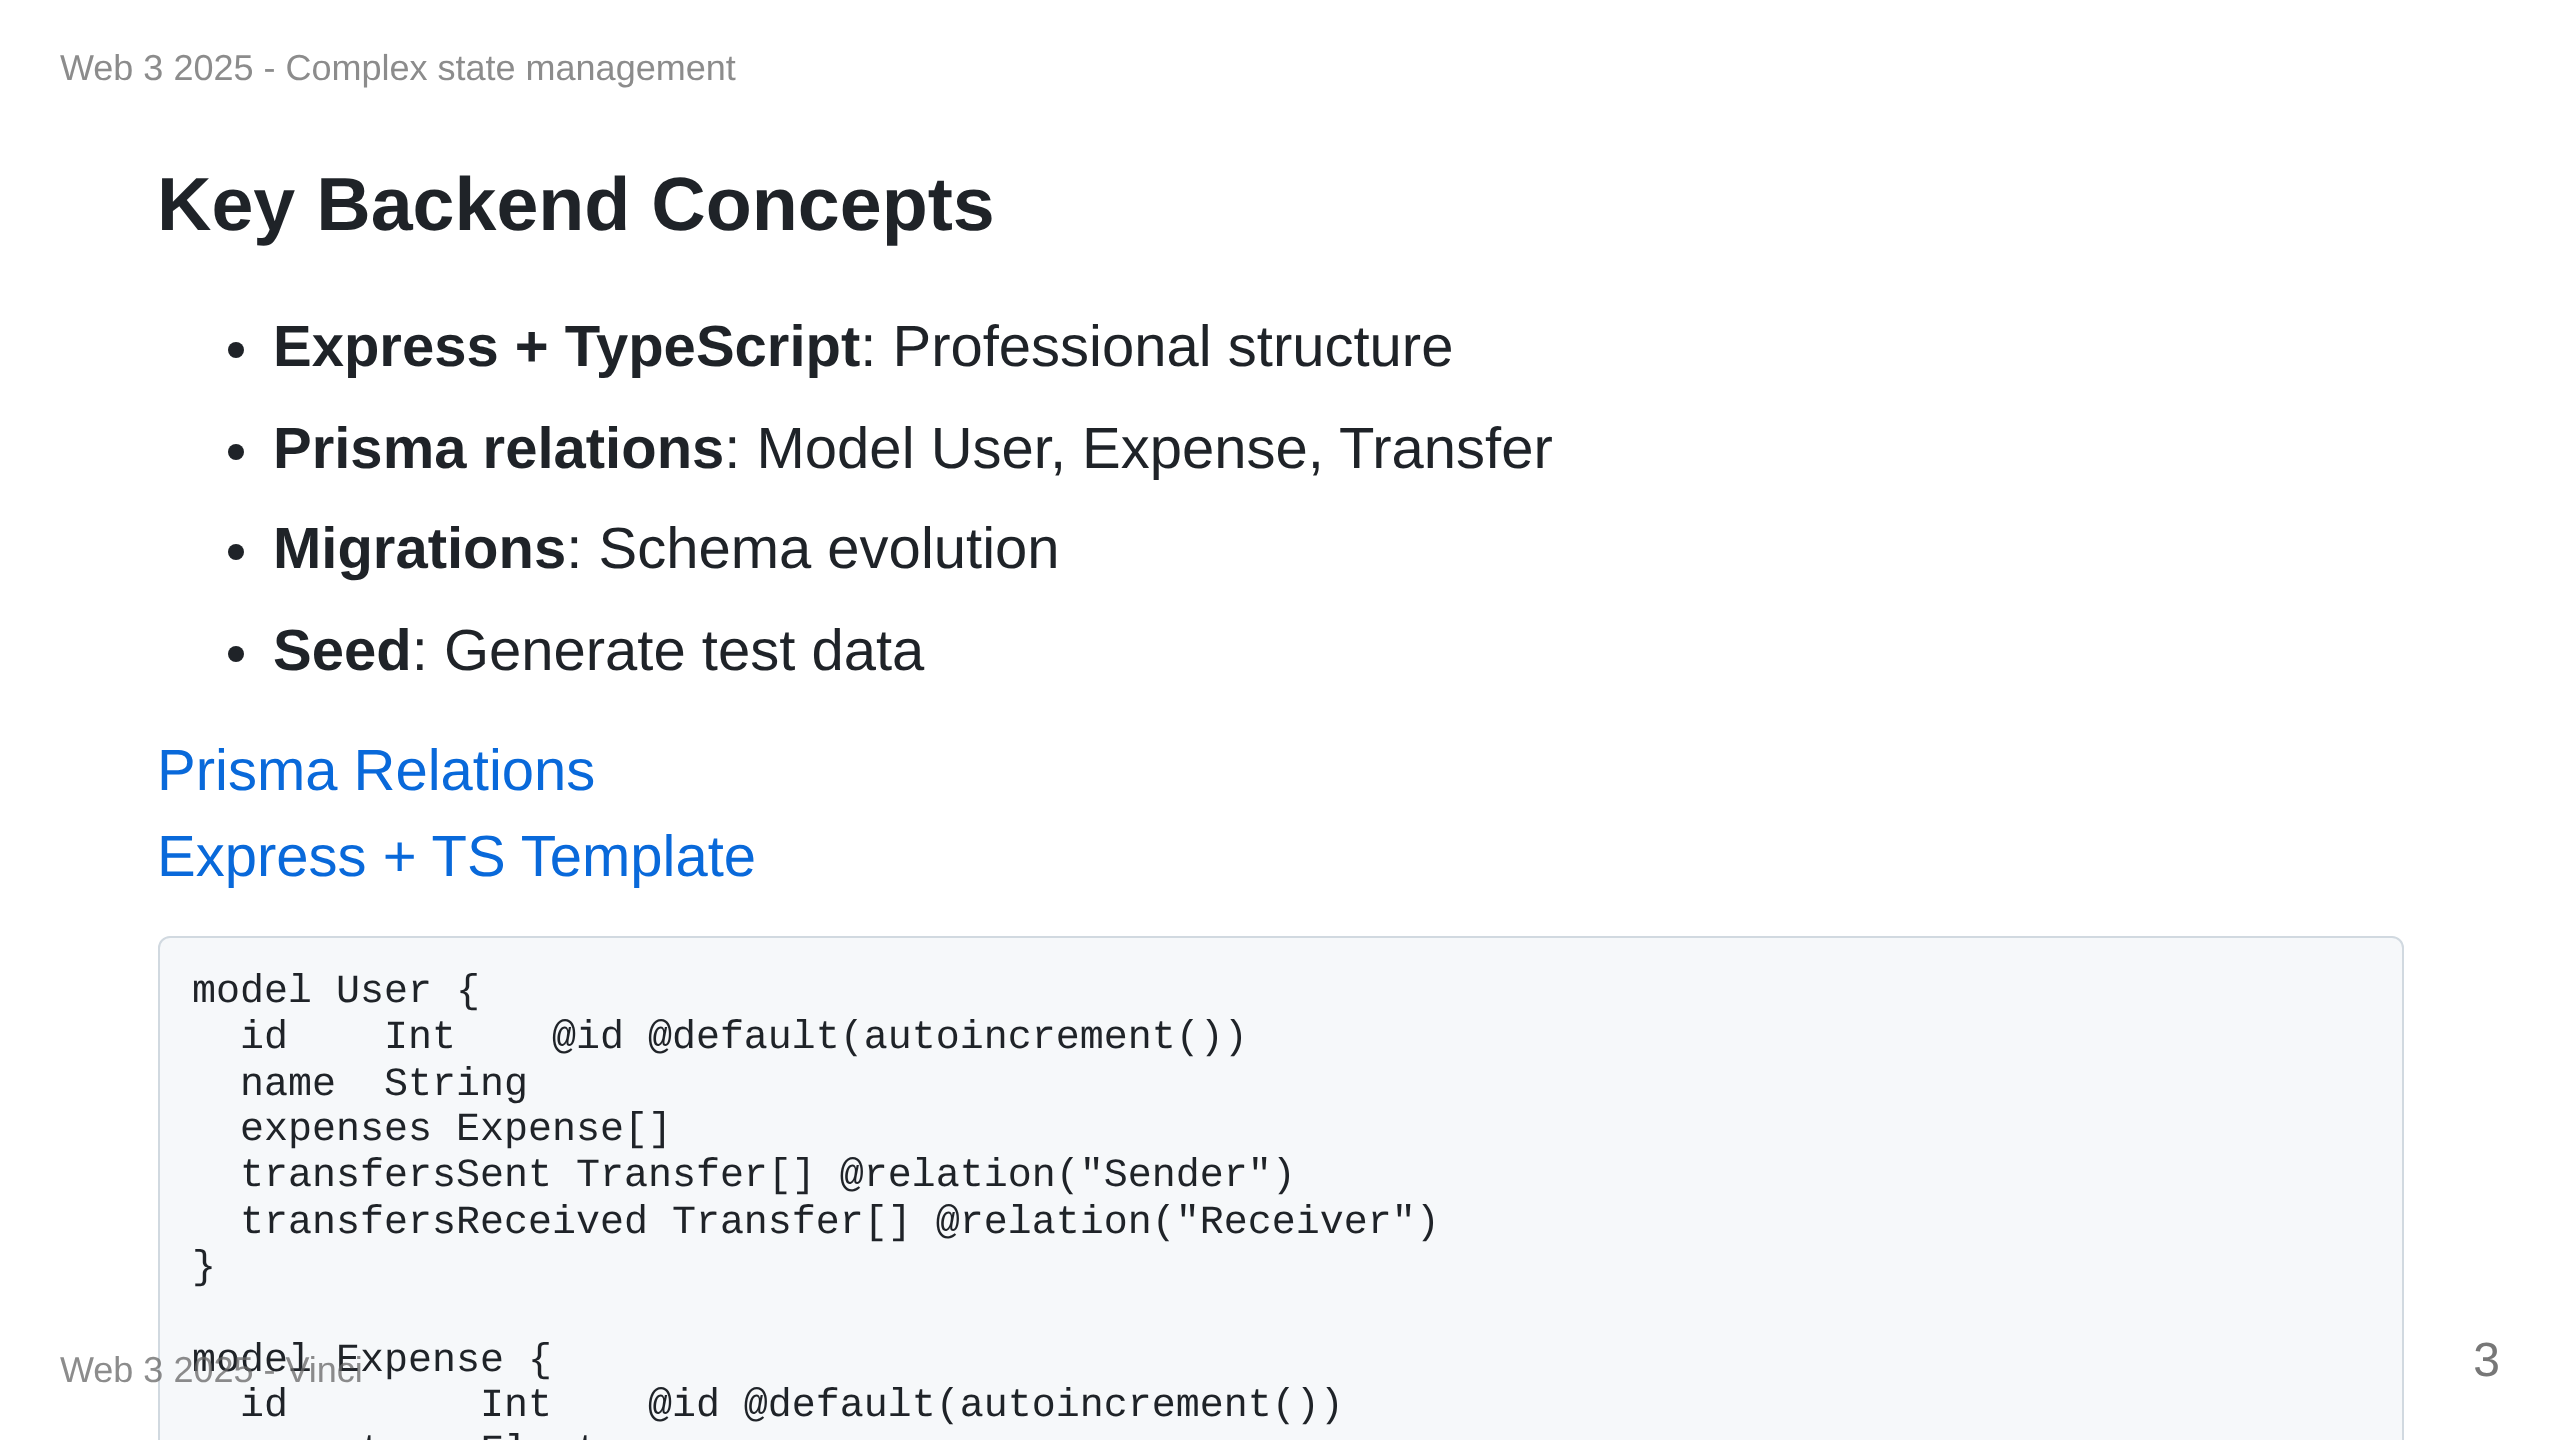 Web 3 2025 - Complex state management
Key Backend Concepts
• Express + TypeScript: Professional structure
• Prisma relations: Model User, Expense, Transfer
• Migrations: Schema evolution
• Seed: Generate test data
Prisma Relations
Express + TS Template
model User {
  id    Int    @id @default(autoincrement())
  name  String
  expenses Expense[]
  transfersSent Transfer[] @relation("Sender")
  transfersReceived Transfer[] @relation("Receiver")
}
model Expense {
  id        Int    @id @default(autoincrement())
Web 3 2025 - Vinci
3